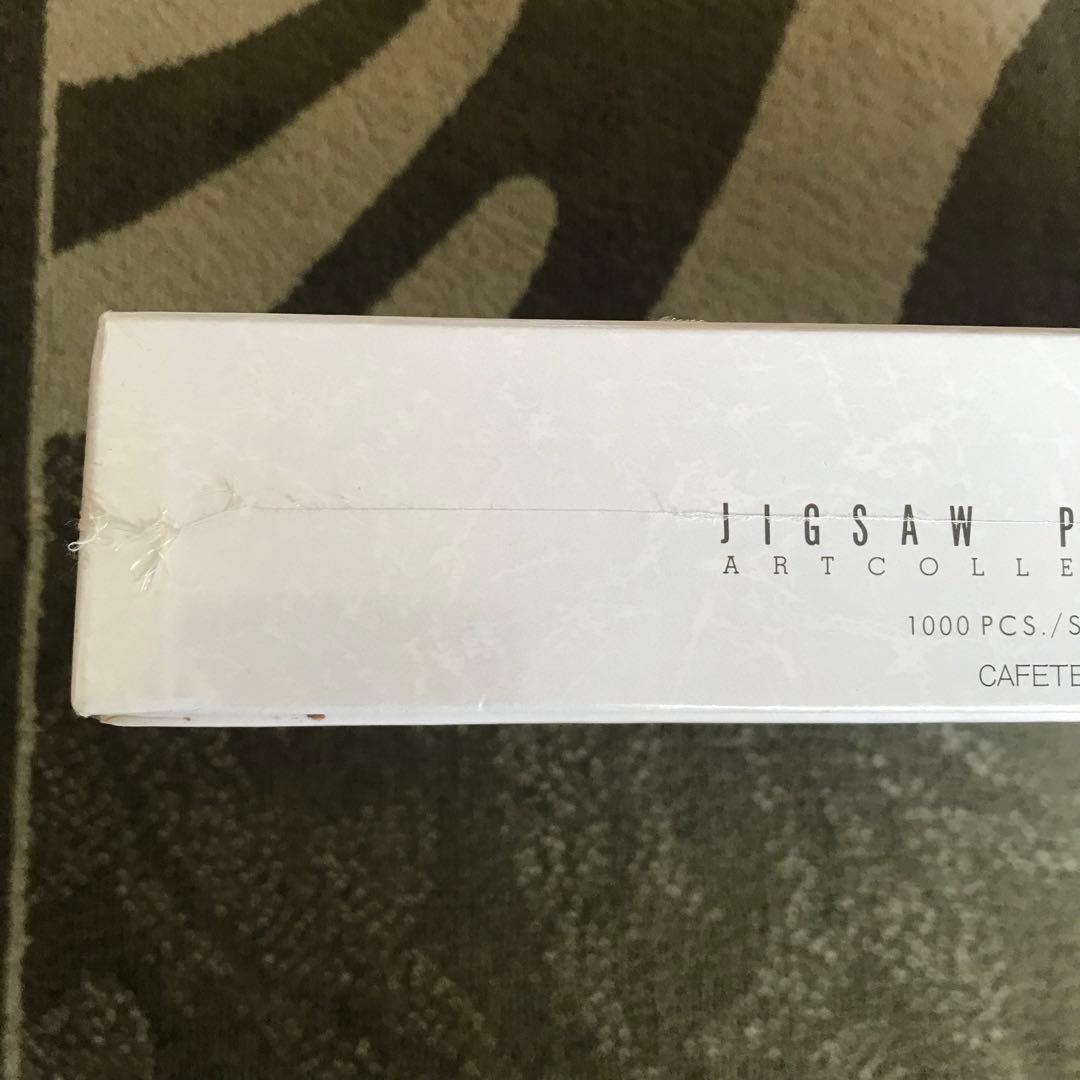 JIGSAW P
ARTCOLLE
1000 PCS./S
CAFETE